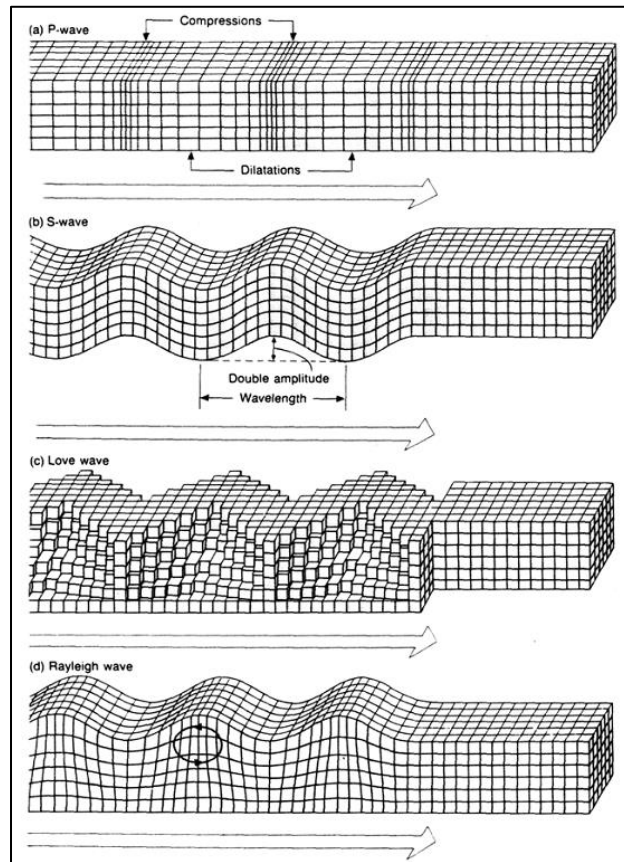 Compressions
(a) P-wave
Dilatations
(b) S-wave
Double amplitude
Wavelength
(c) Love wave
(d) Rayleigh wave